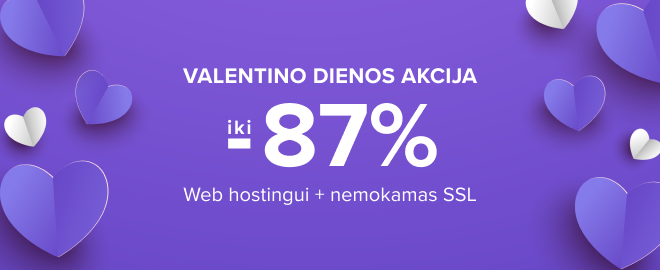 VALENTINO DIENOS AKCIJA
iki
-87%
Web hostingui + nemokamas SSL